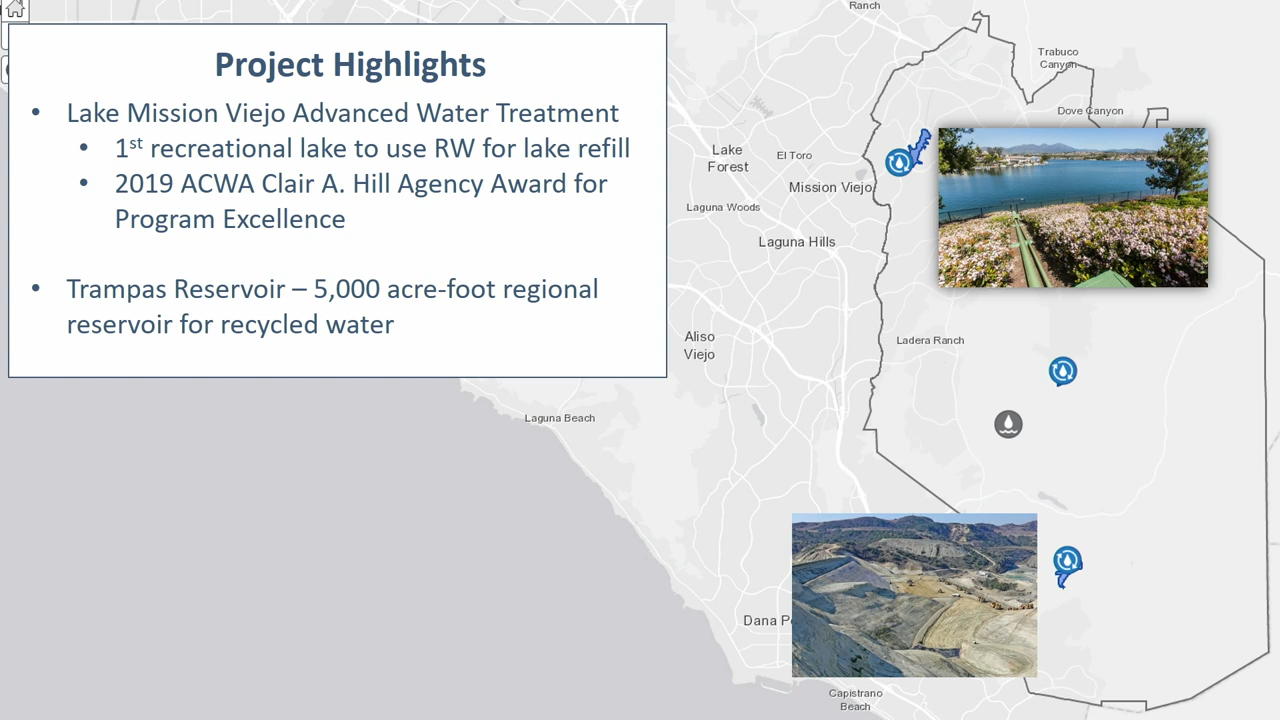 Project Highlights
• Lake Mission Viejo Advanced Water Treatment
• 1st recreational lake to use RW for lake refill
• 2019 ACWA Clair A. Hill Agency Award for
Program Excellence
• Trampas Reservoir – 5,000 acre-foot regional
reservoir for recycled water
Ranch
Trabuco
Canyon
Dove Canyon
Lake
Forest
El Toro
Mission Viejo
Laguna Woods
Laguna Hills
Aliso
Viejo
Ladera Ranch
Laguna Beach
Dana P
Capistrano
Beach